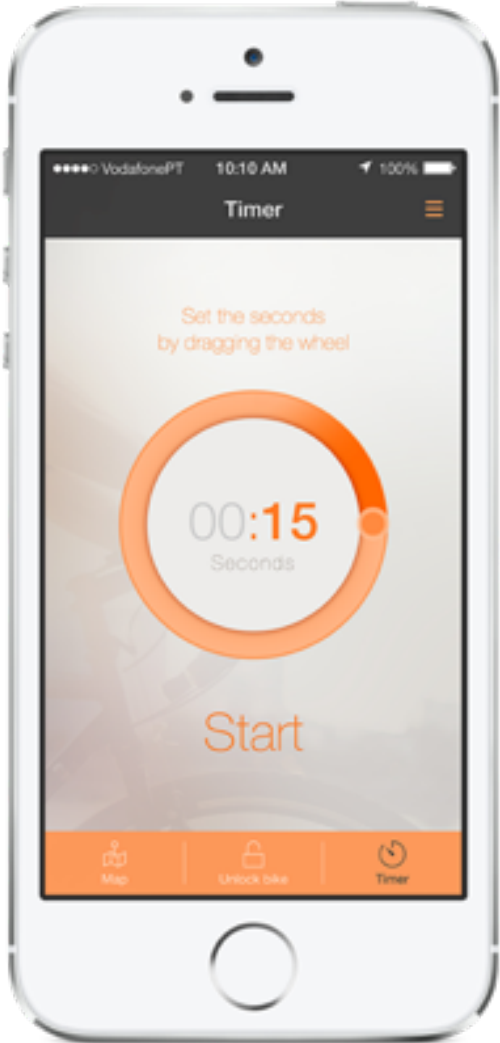 VodafonePT 10:10 AM 100%
Timer
Set the seconds
by dragging the wheel
00:15
Seconds
Start
Map Unlock bike Timer